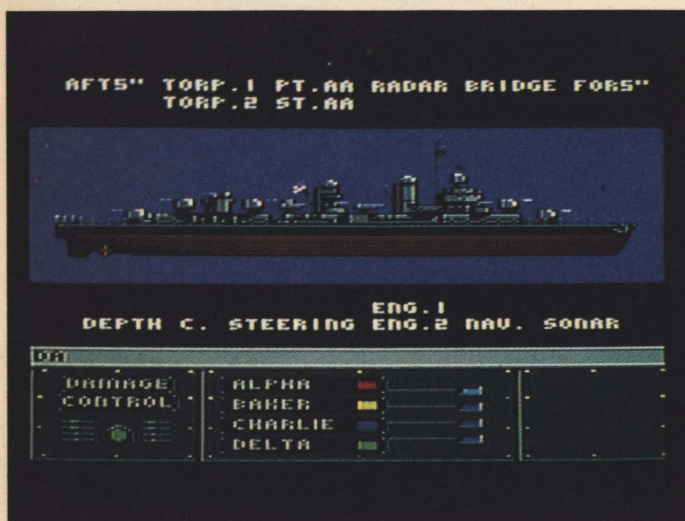 AFT5" TORP.1 PT.AA RADAR BRIDGE FOR5"
TORP.2 ST.AA
ENG.1
DEPTH C. STEERING ENG.2 NAV. SONAR
DA
DAMAGE
CONTROL
ALPHA
BAKER
CHARLIE
DELTA